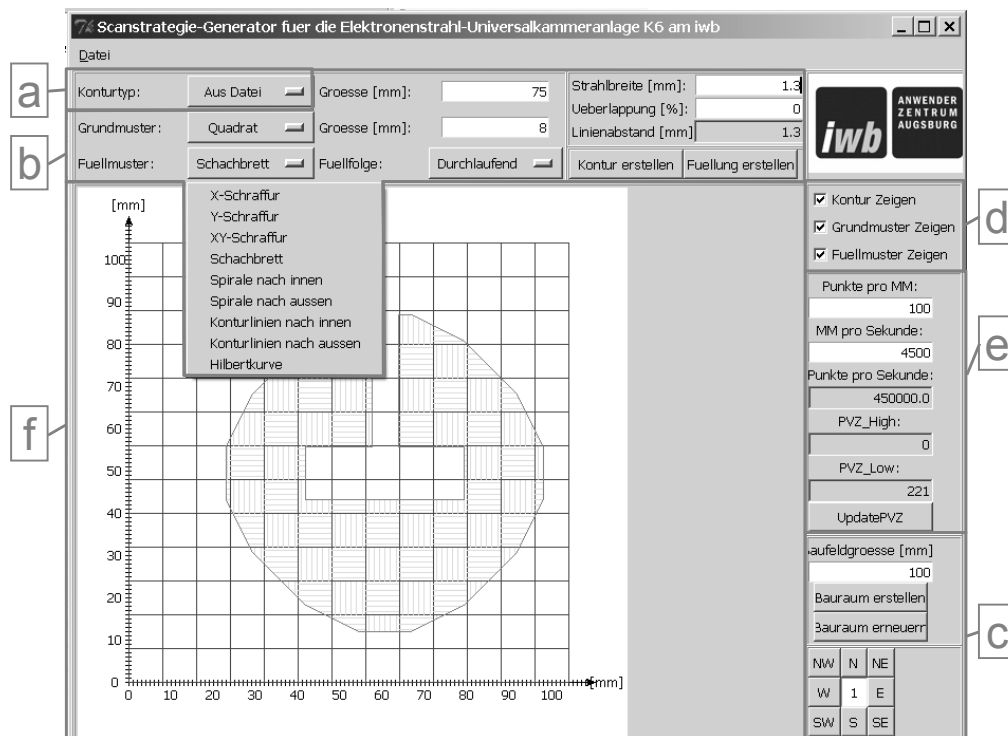 Scanstrategie-Generator fuer die Elektronenstrahl-Universalkammeranlage K6 am iwb
Datei
a
Konturtyp: Aus Datei Groesse [mm]: 75
Strahlbreite [mm]: 1.3
Ueberlappung [%]: 0
Linienabstand [mm] 1.3
b
Grundmuster: Quadrat Groesse [mm]: 8
Fuellmuster: Schachbrett Fuellfolge: Durchlaufend
Kontur erstellen Fuellung erstellen
iwb
ANWENDER
ZENTRUM
AUGSBURG
X-Schraffur
Y-Schraffur
XY-Schraffur
Schachbrett
Spirale nach innen
Spirale nach aussen
Konturlinien nach innen
Konturlinien nach aussen
Hilbertkurve
d
Kontur Zeigen
Grundmuster Zeigen
Fuellmuster Zeigen
e
Punkte pro MM:
100
MM pro Sekunde:
4500
Punkte pro Sekunde:
450000.0
PVZ_High:
0
PVZ_Low:
221
UpdatePVZ
f
[mm]
100
90
80
70
60
50
40
30
20
10
0
0 10 20 30 40 50 60 70 80 90 100
[mm]
c
aufeldgroesse [mm]
100
Bauraum erstellen
Bauraum erneuern
NW N NE
W 1 E
SW S SE